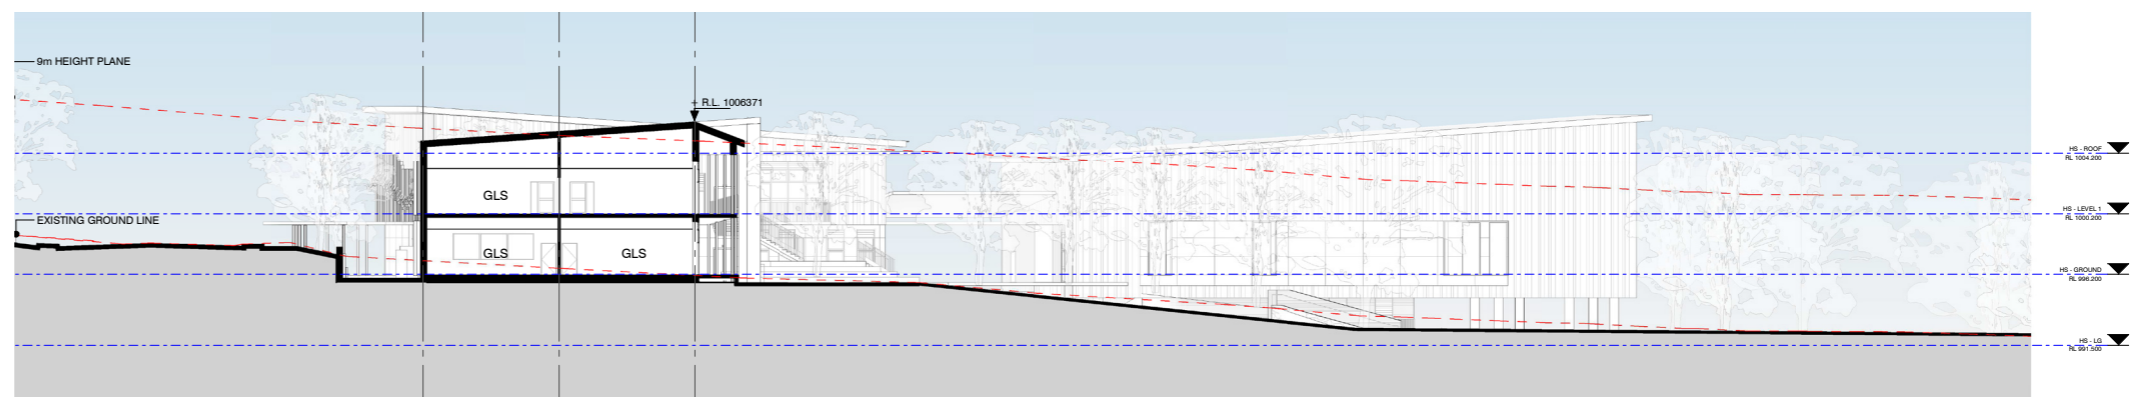 9m HEIGHT PLANE
R.L. 1006371
HS - ROOF
RL 1004.200
GLS
HS - LEVEL 1
RL 1000.200
EXISTING GROUND LINE
GLS
GLS
HS - GROUND
RL 996.200
HS - LG
RL 991.500